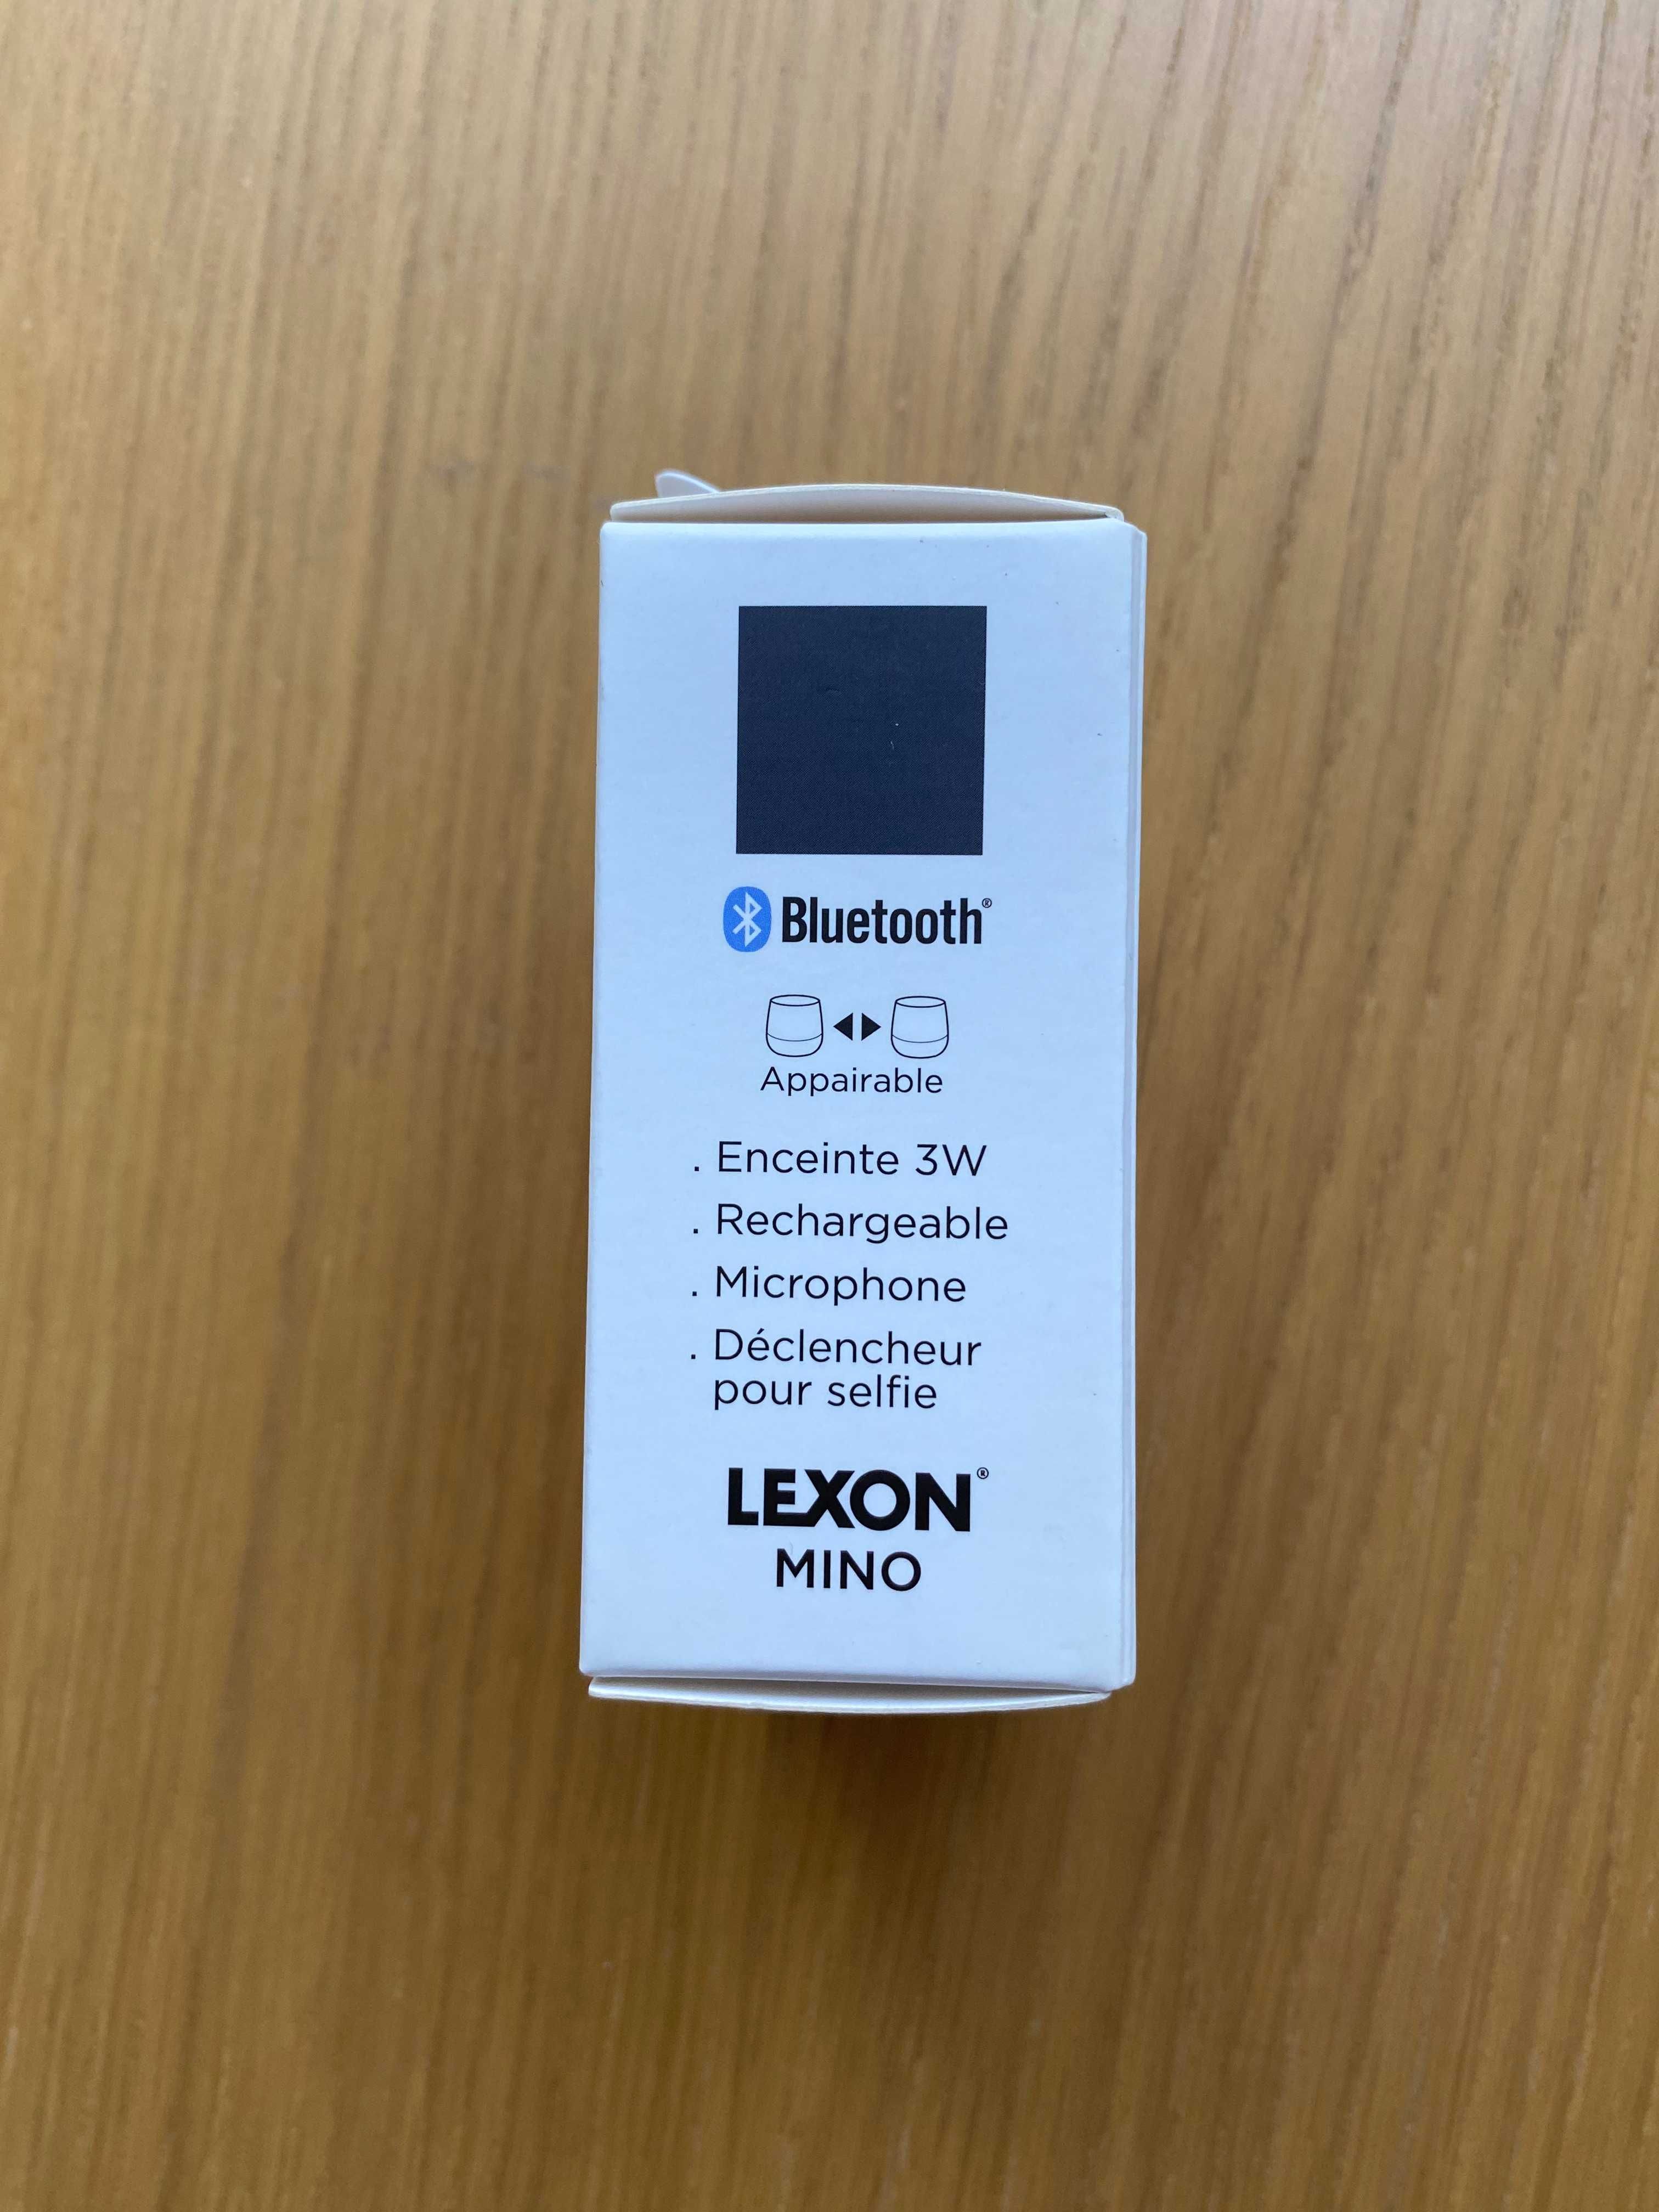 Bluetooth®
Appairable
. Enceinte 3W
. Rechargeable
. Microphone
. Déclencheur
pour selfie
LEXON®
MINO